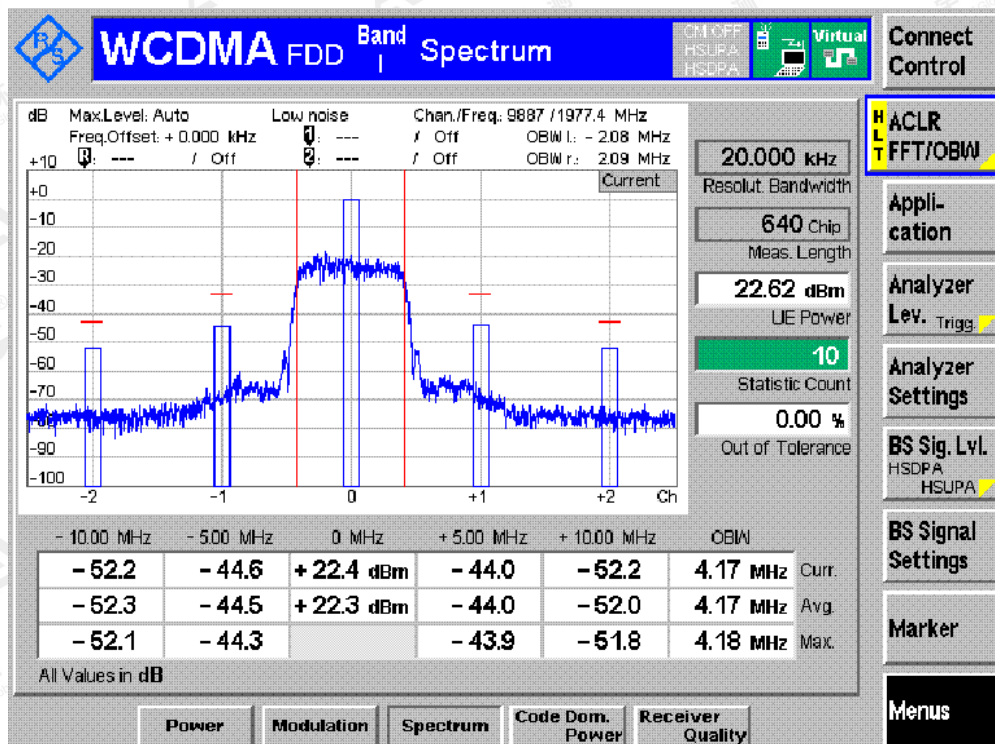 R/S
WCDMA FDD Band I Spectrum
CM OFF
HSUPA
HSDPA
Virtual
Connect Control
dB Max.Level: Auto Low noise Chan./Freq.: 9887 /1977.4 MHz
Freq.Offset: + 0.000 kHz 1: --- / Off OBW l.: - 2.08 MHz
+10 R: --- / Off 2: --- / Off OBW r.: 2.09 MHz
Current
+0
-10
-20
-30
-40
-50
-60
-70
-80
-90
-100
-2 -1 0 +1 +2 Ch
20.000 kHz
Resolut. Bandwidth
640 Chip
Meas. Length
22.62 dBm
UE Power
10
Statistic Count
0.00 %
Out of Tolerance
- 10.00 MHz - 5.00 MHz 0 MHz + 5.00 MHz + 10.00 MHz OBW
- 52.2 - 44.6 + 22.4 dBm - 44.0 - 52.2 4.17 MHz Curr.
- 52.3 - 44.5 + 22.3 dBm - 44.0 - 52.0 4.17 MHz Avg.
- 52.1 - 44.3 - 43.9 - 51.8 4.18 MHz Max.
All Values in dB
HLT
ACLR
FFT/OBW
Appli-
cation
Analyzer
Lev. Trigg.
Analyzer
Settings
BS Sig. Lvl.
HSDPA
HSUPA
BS Signal
Settings
Marker
Menus
Power
Modulation
Spectrum
Code Dom.
Power
Receiver
Quality